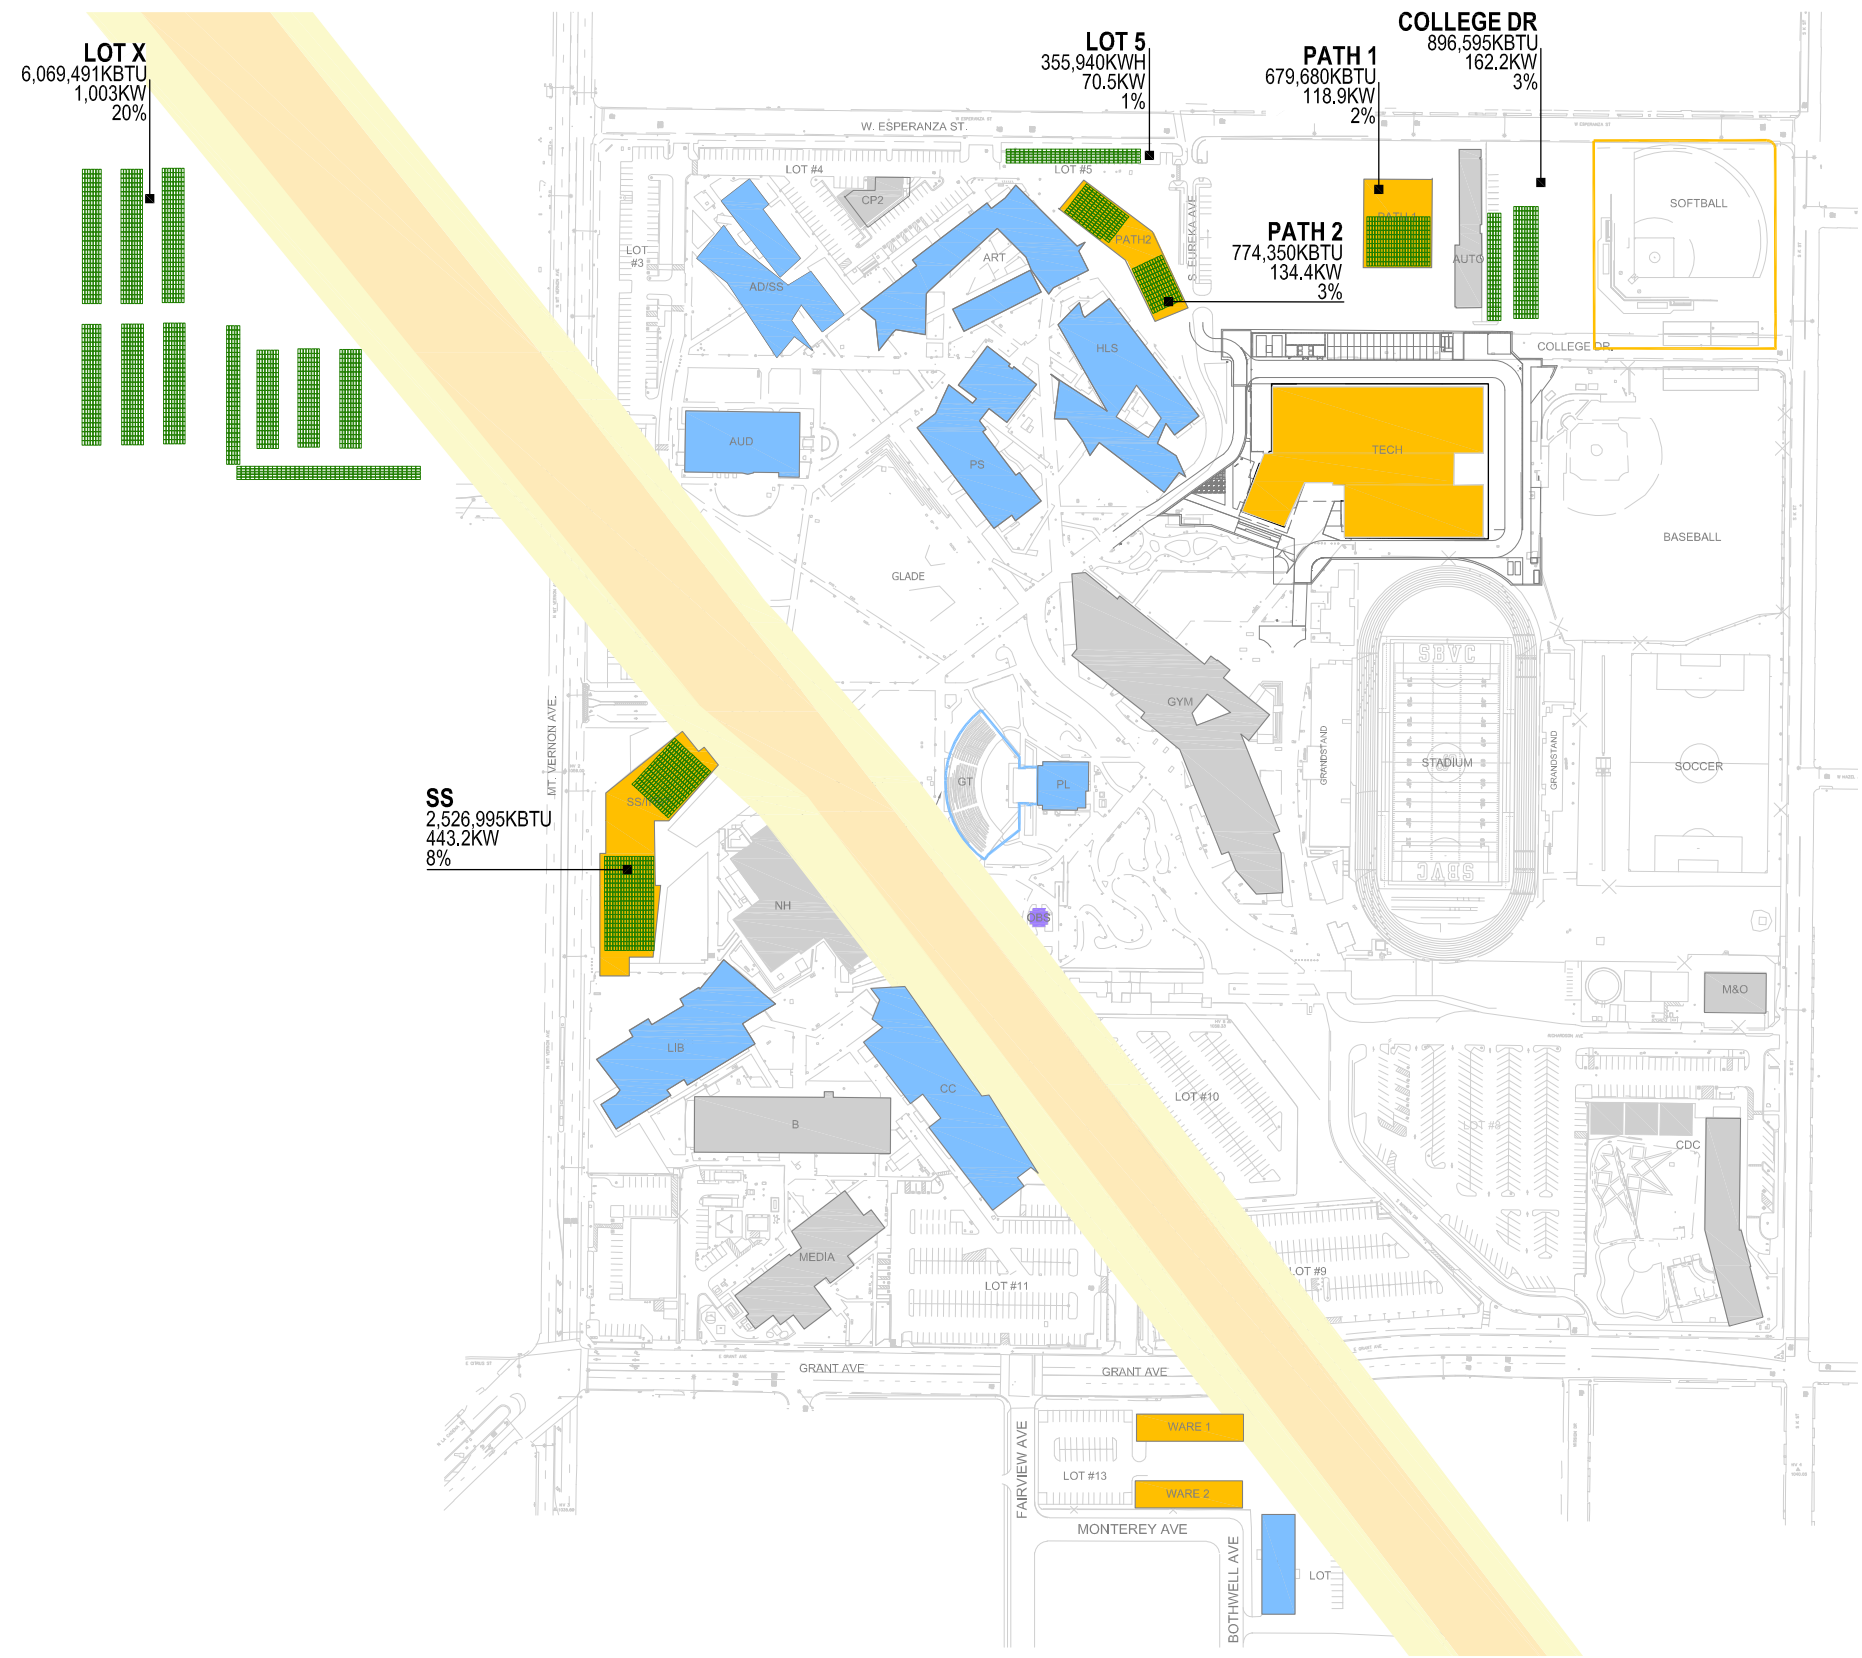 LOT X
6,069,491KBTU
1,003KW
20%
LOT 5
355,940KWH
70.5KW
1%
PATH 1
679,680KBTU
118.9KW
2%
COLLEGE DR
896,595KBTU
162.2KW
3%
PATH 2
774,350KBTU
134.4KW
3%
SS
2,526,995KBTU
443.2KW
8%
W. ESPERANZA ST.
LOT #4
LOT #5
CP2
LOT
#3
AD/SS
ART
PATH2
S. EUREKA AVE
AUTO
SOFTBALL
COLLEGE DR.
HLS
AUD
PS
TECH
BASEBALL
GLADE
MT. VERNON AVE.
GYM
GRANDSTAND
STADIUM
GRANDSTAND
SOCCER
SBVC
GT
PL
NH
OBS
M&O
LIB
CC
B
LOT #10
LOT #8
CDC
MEDIA
LOT #11
LOT #9
GRANT AVE
GRANT AVE
FAIRVIEW AVE
WARE 1
LOT #13
WARE 2
MONTEREY AVE
BOTHWELL AVE
LOT